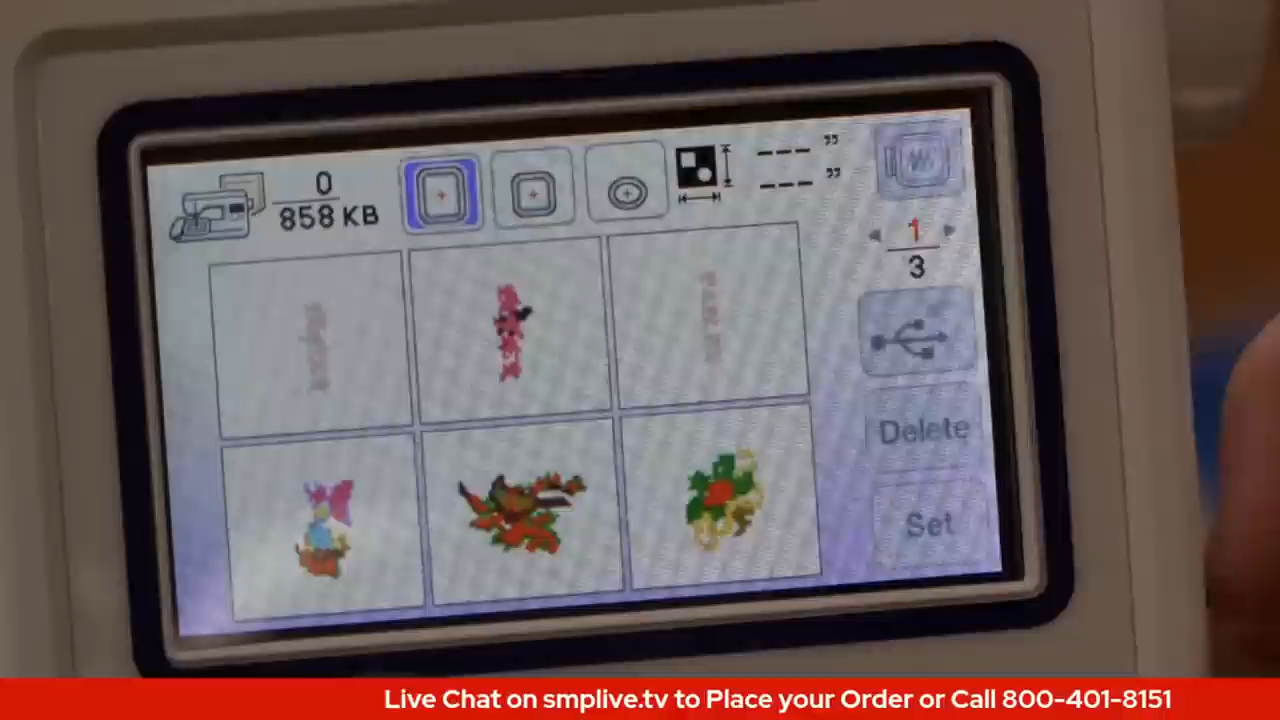 0
858 KB
1
3
Delete
Set
Live Chat on smplive.tv to Place your Order or Call 800-401-8151